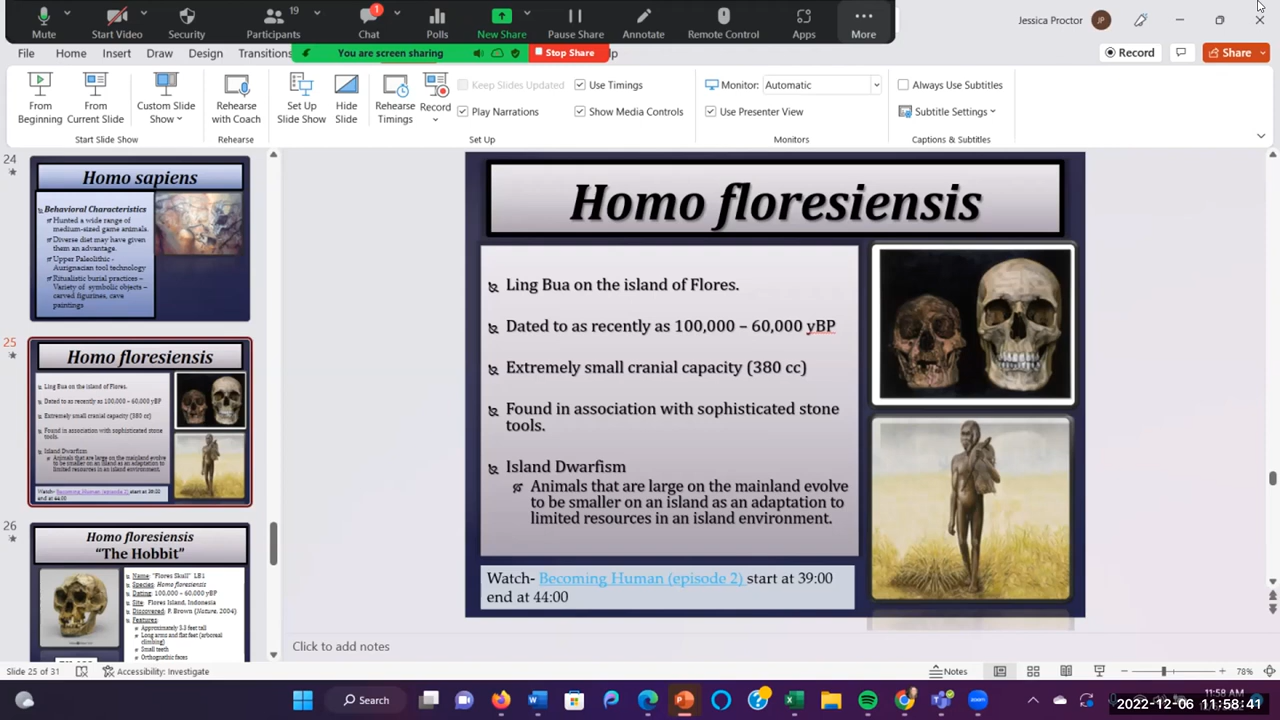 19
1
Mute
Start Video
Security
Participants
Chat
Polls
New Share
Pause Share
Annotate
Remote Control
Apps
More
Jessica Proctor
JP
File
Home
Insert
Draw
Design
Transitions
You are screen sharing
Stop Share
lp
Record
Share
From Beginning
From Current Slide
Custom Slide Show
Rehearse with Coach
Set Up Slide Show
Hide Slide
Rehearse Timings
Record
Keep Slides Updated
Use Timings
Play Narrations
Show Media Controls
Monitor: Automatic
Use Presenter View
Always Use Subtitles
Subtitle Settings
Start Slide Show
Rehearse
Set Up
Monitors
Captions & Subtitles
24
Homo sapiens
Behavioral Characteristics
Hunted a wide range of
medium-sized game animals.
Diverse diet may have given
them an advantage.
Upper Paleolithic -
Aurignacian tool technology
Ritualistic burial practices –
Variety of symbolic objects –
carved figurines, cave
paintings
25
Homo floresiensis
Ling Bua on the island of Flores.
Dated to as recently as 100,000 – 60,000 yBP
Extremely small cranial capacity (380 cc)
Found in association with sophisticated stone
tools.
Island Dwarfism
Animals that are large on the mainland evolve
to be smaller on an island as an adaptation to
limited resources in an island environment.
Watch- Becoming Human (episode 2) start at 39:00
end at 44:00
26
Homo floresiensis
"The Hobbit"
Name: "Flores Skull" LB1
Species: Homo floresiensis
Dating: 100,000 – 60,000 yBP
Site: Flores Island, Indonesia
Discovered: P. Brown (Nature, 2004)
Features:
Approximately 3.3 feet tall
Long arms and flat feet (arboreal
climbing)
Small teeth
Orthognathic faces
Homo floresiensis
Ling Bua on the island of Flores.
Dated to as recently as 100,000 – 60,000 yBP
Extremely small cranial capacity (380 cc)
Found in association with sophisticated stone
tools.
Island Dwarfism
Animals that are large on the mainland evolve
to be smaller on an island as an adaptation to
limited resources in an island environment.
Watch- Becoming Human (episode 2) start at 39:00
end at 44:00
Click to add notes
Slide 25 of 31
Accessibility: Investigate
Notes
78%
Search
11:58 AM
2022-12-06 11:58:41